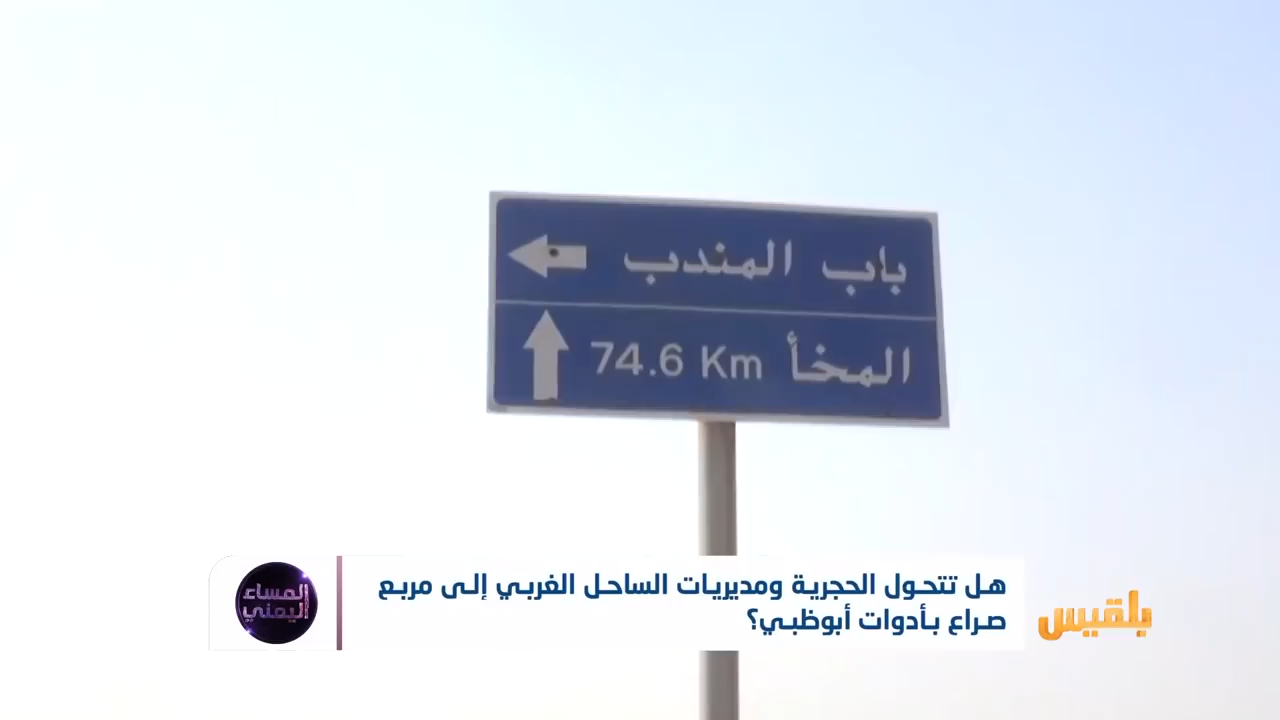 باب المندب
المخأ 74.6 Km
هل تتحول الحجرية ومديريات الساحل الغربي إلى مربع
صراع بأدوات أبوظبي؟
المساء
اليمني
بلقيس